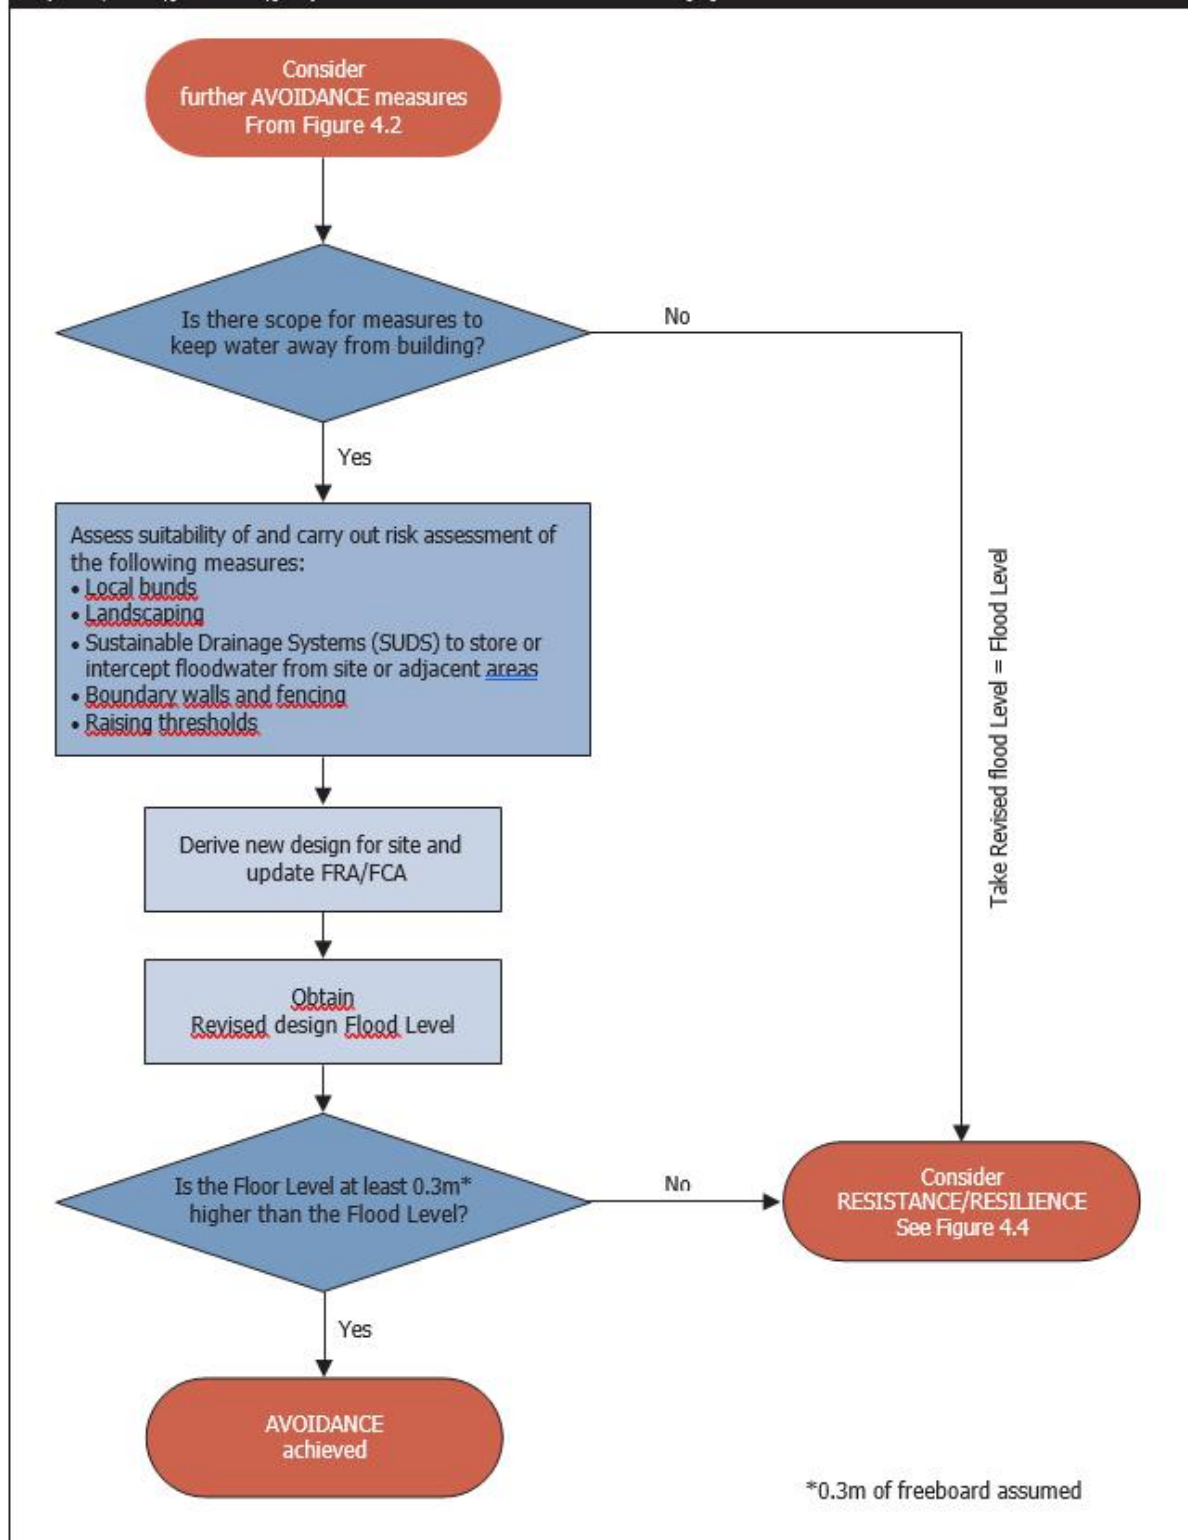 Consider
further AVOIDANCE measures
From Figure 4.2
Is there scope for measures to
keep water away from building?
No
Yes
Assess suitability of and carry out risk assessment of
the following measures:
• Local bunds
• Landscaping
• Sustainable Drainage Systems (SUDS) to store or
intercept floodwater from site or adjacent areas
• Boundary walls and fencing
• Raising thresholds
Take Revised flood Level = Flood Level
Derive new design for site and
update FRA/FCA
Obtain
Revised design Flood Level
Is the Floor Level at least 0.3m*
higher than the Flood Level?
No
Consider
RESISTANCE/RESILIENCE
See Figure 4.4
Yes
AVOIDANCE
achieved
*0.3m of freeboard assumed